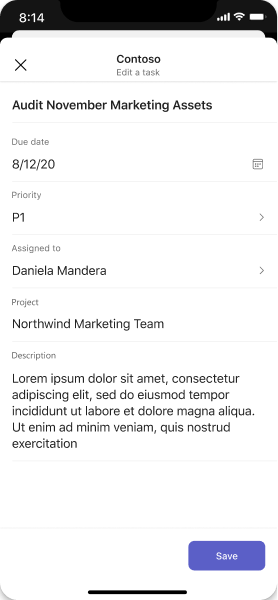 8:14
Contoso
Edit a task
Audit November Marketing Assets
Due date
8/12/20
Priority
P1
Assigned to
Daniela Mandera
Project
Northwind Marketing Team
Description
Lorem ipsum dolor sit amet, consectetur
adipiscing elit, sed do eiusmod tempor
incididunt ut labore et dolore magna aliqua.
Ut enim ad minim veniam, quis nostrud
exercitation
Save